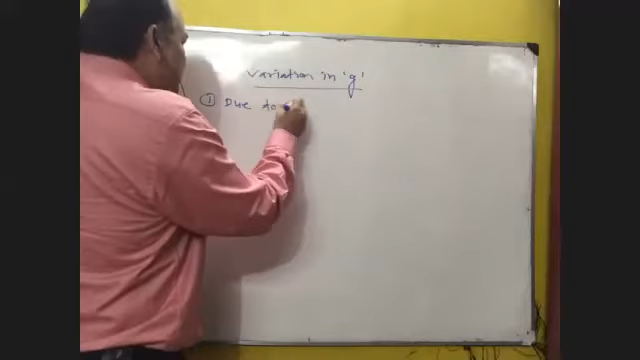 Variation in 'g'
① Due to